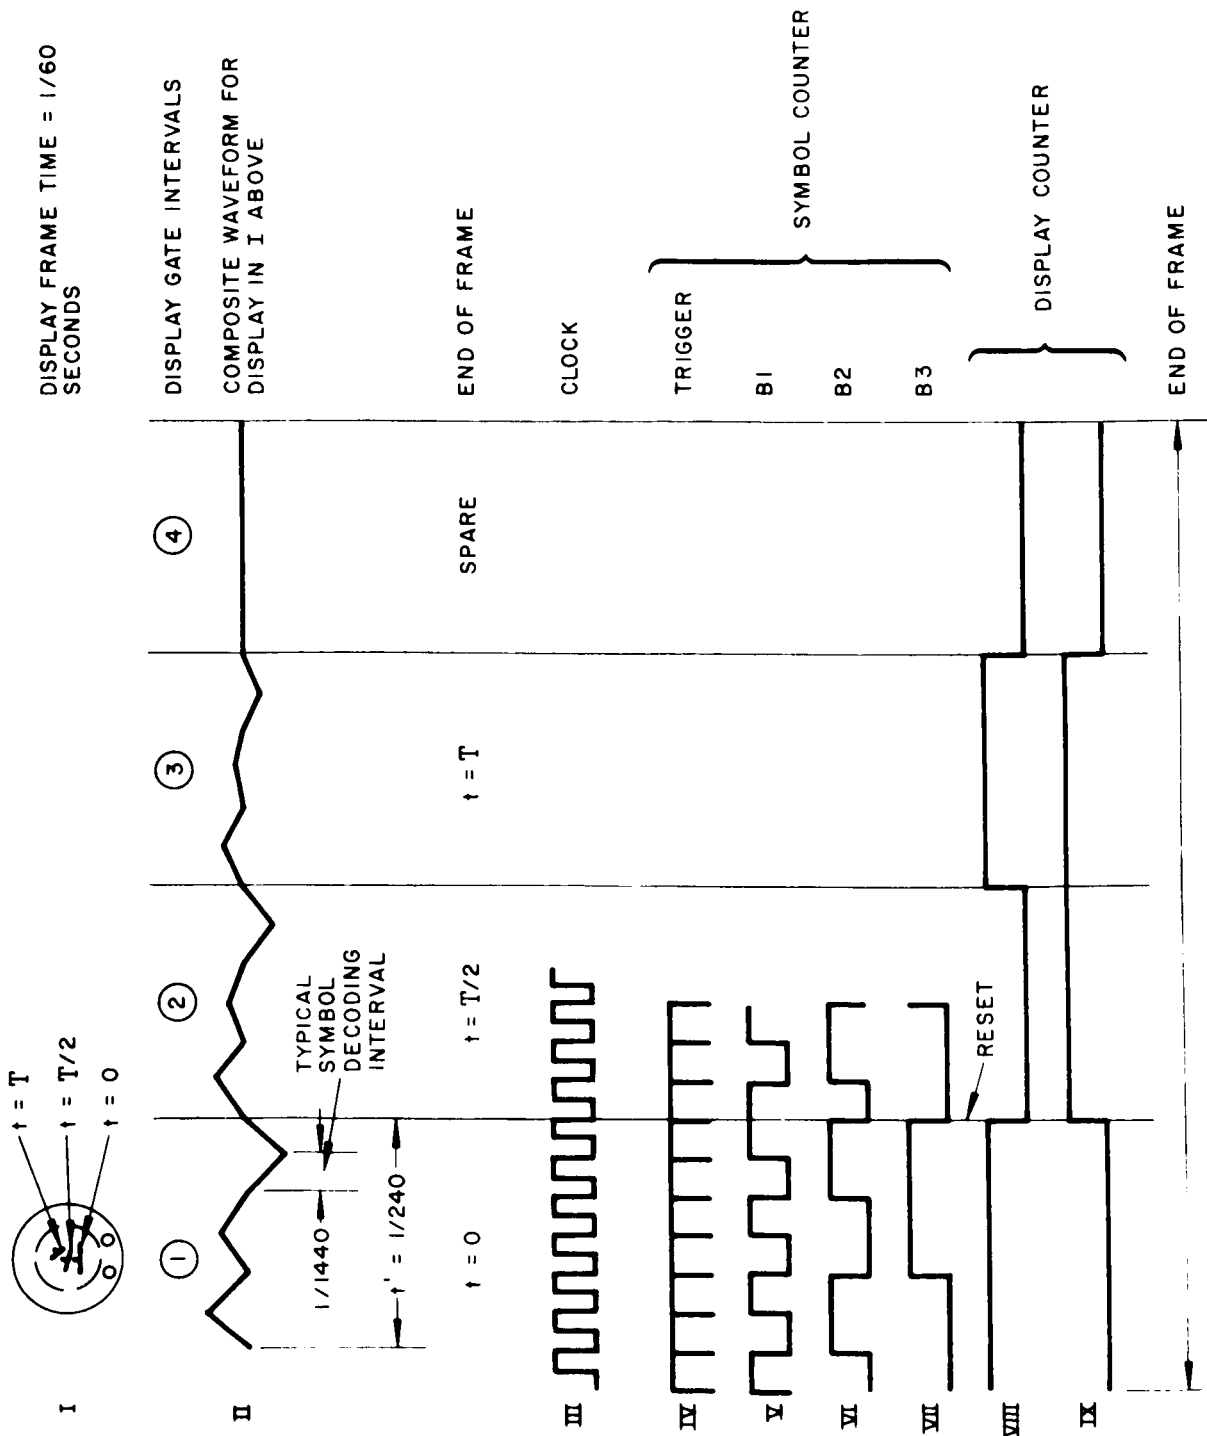 I
t = T
t = T/2
t = 0
DISPLAY FRAME TIME = 1/60
SECONDS
1
2
3
4
DISPLAY GATE INTERVALS
II
COMPOSITE WAVEFORM FOR
DISPLAY IN I ABOVE
1/1440
TYPICAL
SYMBOL
DECODING
INTERVAL
t' = 1/240
t = 0
t = T/2
t = T
SPARE
END OF FRAME
III
CLOCK
IV
TRIGGER
V
B1
VI
B2
VII
B3
SYMBOL COUNTER
RESET
VIII
IX
DISPLAY COUNTER
END OF FRAME